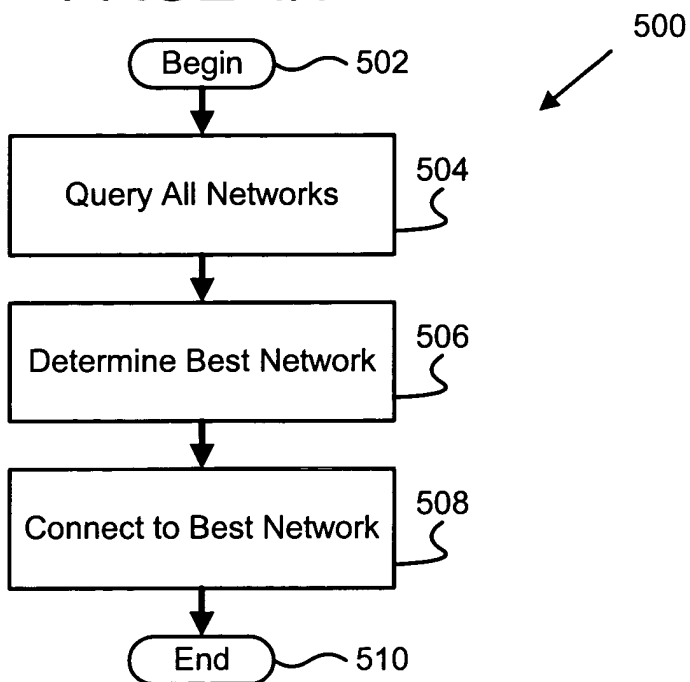 500
Begin
502
Query All Networks
504
Determine Best Network
506
Connect to Best Network
508
End
510